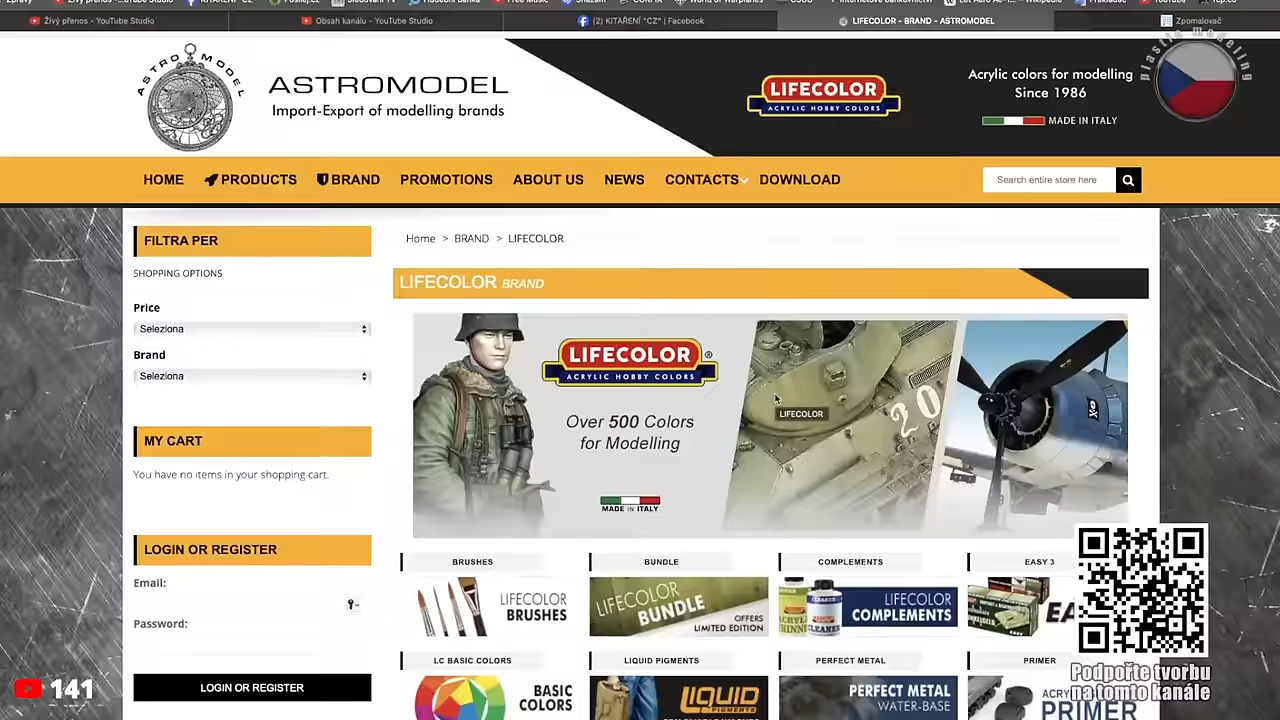 Živý přenos - YouTube Studio
Obsah kanálu - YouTube Studio
(2) KITAŘENÍ "CZ" | Facebook
LIFECOLOR - BRAND - ASTROMODEL
Zpomalovač
ASTROMODEL
plastic modeling
ASTROMODEL
Import-Export of modelling brands
LIFECOLOR
ACRYLIC HOBBY COLORS
Acrylic colors for modelling
Since 1986
MADE IN ITALY
HOME
PRODUCTS
BRAND
PROMOTIONS
ABOUT US
NEWS
CONTACTS
DOWNLOAD
Search entire store here
FILTRA PER
SHOPPING OPTIONS
Price
Seleziona
Brand
Seleziona
MY CART
You have no items in your shopping cart.
LOGIN OR REGISTER
Email:
Password:
LOGIN OR REGISTER
Home > BRAND > LIFECOLOR
LIFECOLOR BRAND
LIFECOLOR ®
ACRYLIC HOBBY COLORS
Over 500 Colors
for Modelling
MADE IN ITALY
LIFECOLOR
20
BRUSHES
BUNDLE
COMPLEMENTS
EASY 3
LIFECOLOR
BRUSHES
LIFECOLOR
BUNDLE
OFFERS
LIMITED EDITION
LIFECOLOR
COMPLEMENTS
EA
LC BASIC COLORS
LIQUID PIGMENTS
PERFECT METAL
PRIMER
BASIC
COLORS
LIQUID
PERFECT METAL
WATER-BASE
PRIMER
141
Podpořte tvorbu
na tomto kanále